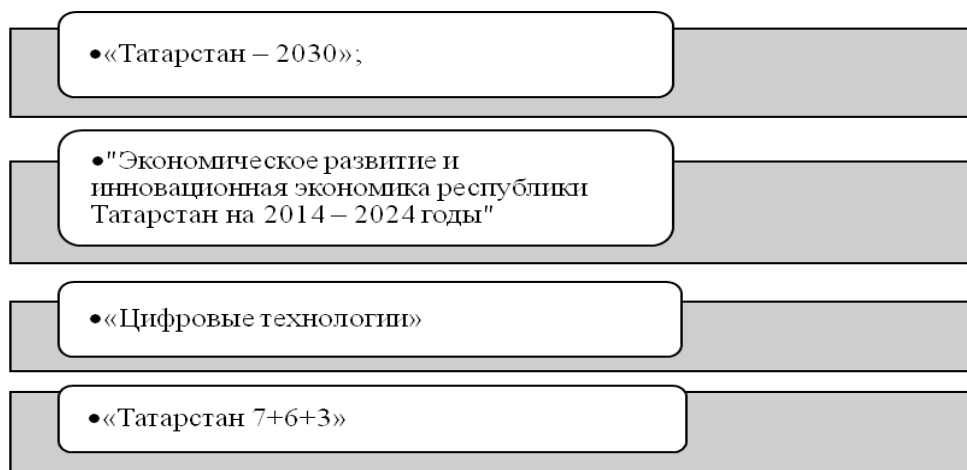 •«Татарстан – 2030»;
•"Экономическое развитие и
инновационная экономика республики
Татарстан на 2014 – 2024 годы"
•«Цифровые технологии»
•«Татарстан 7+6+3»